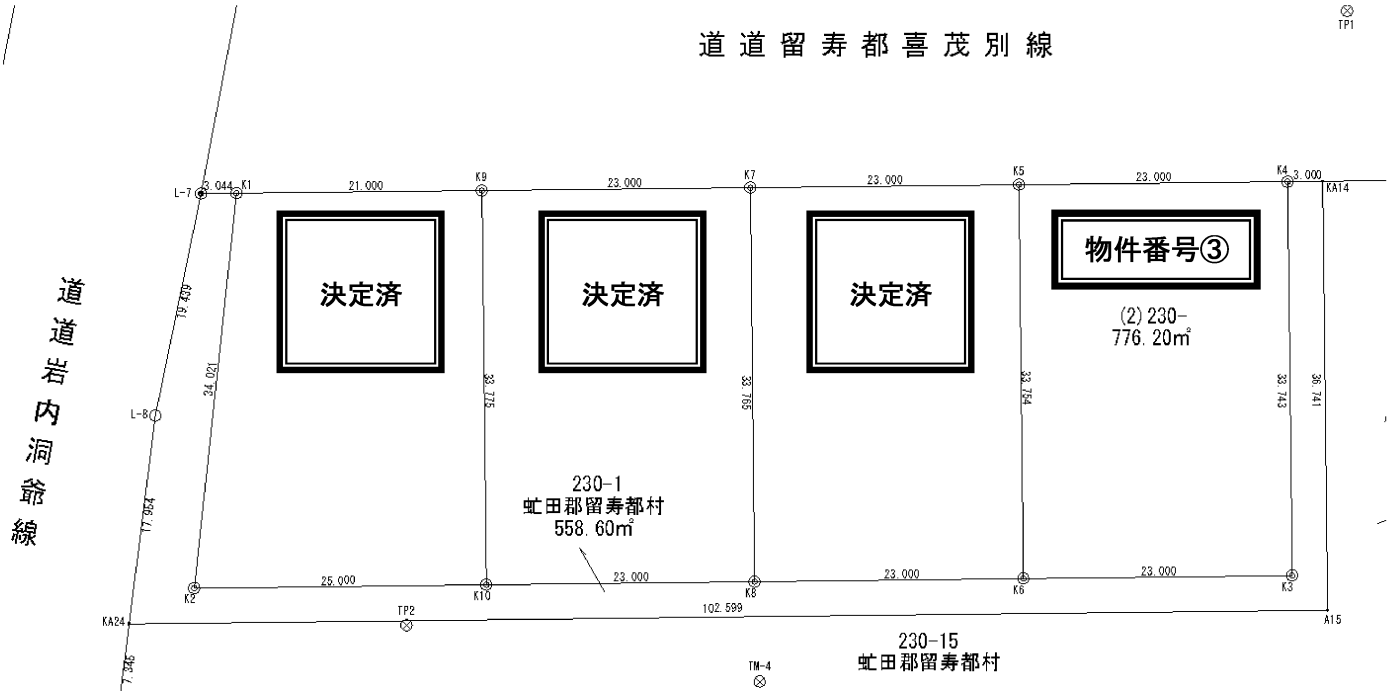 TP1
道道留寿都喜茂別線
L-7
3.044
K1
21.000
K9
23.000
K7
23.000
K5
23.000
K4
3.000
KA14
決定済
決定済
決定済
物件番号③
(2)230-
776.20㎡
道道岩内洞爺線
19.439
34.021
33.775
33.765
33.754
33.743
36.741
L-8
17.954
230-1
虻田郡留寿都村
558.60㎡
K2
25.000
K10
23.000
K8
23.000
K6
23.000
K3
KA24
TP2
102.599
A15
7.346
230-15
虻田郡留寿都村
TM-4